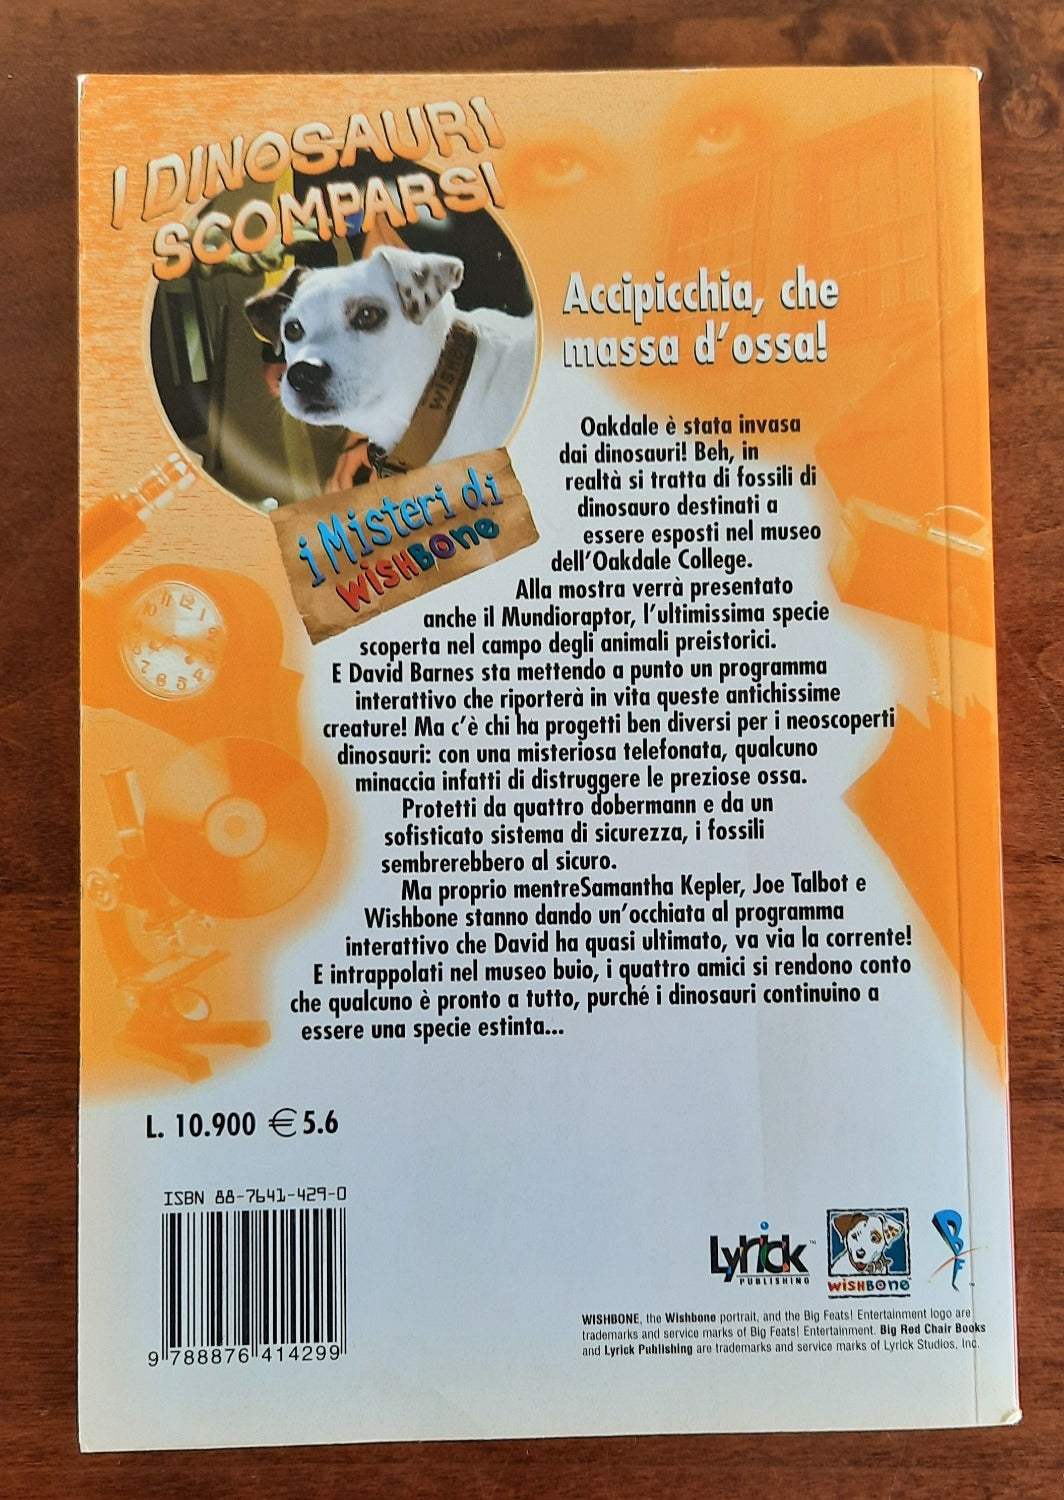 I DINOSAURI
SCOMPARSI
WISHBO
i Misteri di
WISHBONE
Accipicchia, che
massa d'ossa!
Oakdale è stata invasa
dai dinosauri! Beh, in
realtà si tratta di fossili di
dinosauro destinati a
essere esposti nel museo
dell'Oakdale College.
Alla mostra verrà presentato
anche il Mundioraptor, l'ultimissima specie
scoperta nel campo degli animali preistorici.
E David Barnes sta mettendo a punto un programma
interattivo che riporterà in vita queste antichissime
creature! Ma c'è chi ha progetti ben diversi per i neoscoperti
dinosauri: con una misteriosa telefonata, qualcuno
minaccia infatti di distruggere le preziose ossa.
Protetti da quattro dobermann e da un
sofisticato sistema di sicurezza, i fossili
sembrerebbero al sicuro.
Ma proprio mentreSamantha Kepler, Joe Talbot e
Wishbone stanno dando un'occhiata al programma
interattivo che David ha quasi ultimato, va via la corrente!
E intrappolati nel museo buio, i quattro amici si rendono conto
che qualcuno è pronto a tutto, purché i dinosauri continuino a
essere una specie estinta...
L. 10.900 € 5.6
ISBN 88-7641-429-0
9 788876 414299
Lyrick™
PUBLISHING
WISHBONE™
BF™
WISHBONE, the Wishbone portrait, and the Big Feats! Entertainment logo are
trademarks and service marks of Big Feats! Entertainment. Big Red Chair Books
and Lyrick Publishing are trademarks and service marks of Lyrick Studios, Inc.